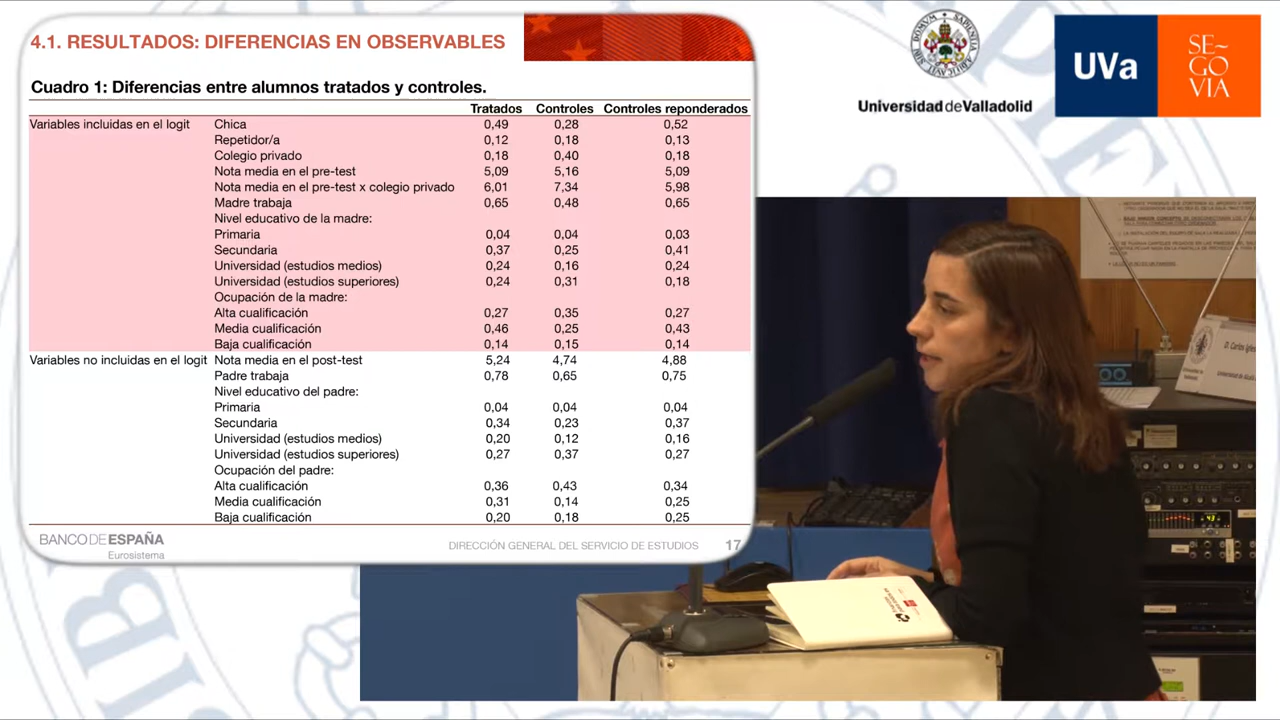 4.1. RESULTADOS: DIFERENCIAS EN OBSERVABLES
Cuadro 1: Diferencias entre alumnos tratados y controles.
Tratados Controles Controles reponderados
Variables incluidas en el logit Chica 0,49 0,28 0,52
Repetidor/a 0,12 0,18 0,13
Colegio privado 0,18 0,40 0,18
Nota media en el pre-test 5,09 5,16 5,09
Nota media en el pre-test x colegio privado 6,01 7,34 5,98
Madre trabaja 0,65 0,48 0,65
Nivel educativo de la madre:
Primaria 0,04 0,04 0,03
Secundaria 0,37 0,25 0,41
Universidad (estudios medios) 0,24 0,16 0,24
Universidad (estudios superiores) 0,24 0,31 0,18
Ocupación de la madre:
Alta cualificación 0,27 0,35 0,27
Media cualificación 0,46 0,25 0,43
Baja cualificación 0,14 0,15 0,14
Variables no incluidas en el logit Nota media en el post-test 5,24 4,74 4,88
Padre trabaja 0,78 0,65 0,75
Nivel educativo del padre:
Primaria 0,04 0,04 0,04
Secundaria 0,34 0,23 0,37
Universidad (estudios medios) 0,20 0,12 0,16
Universidad (estudios superiores) 0,27 0,37 0,27
Ocupación del padre:
Alta cualificación 0,36 0,43 0,34
Media cualificación 0,31 0,14 0,25
Baja cualificación 0,20 0,18 0,25
BANCO DE ESPAÑA
Eurosistema
DIRECCIÓN GENERAL DEL SERVICIO DE ESTUDIOS 17
Universidad de Valladolid
UVa
SE~
GO
VIA
D. Carlos